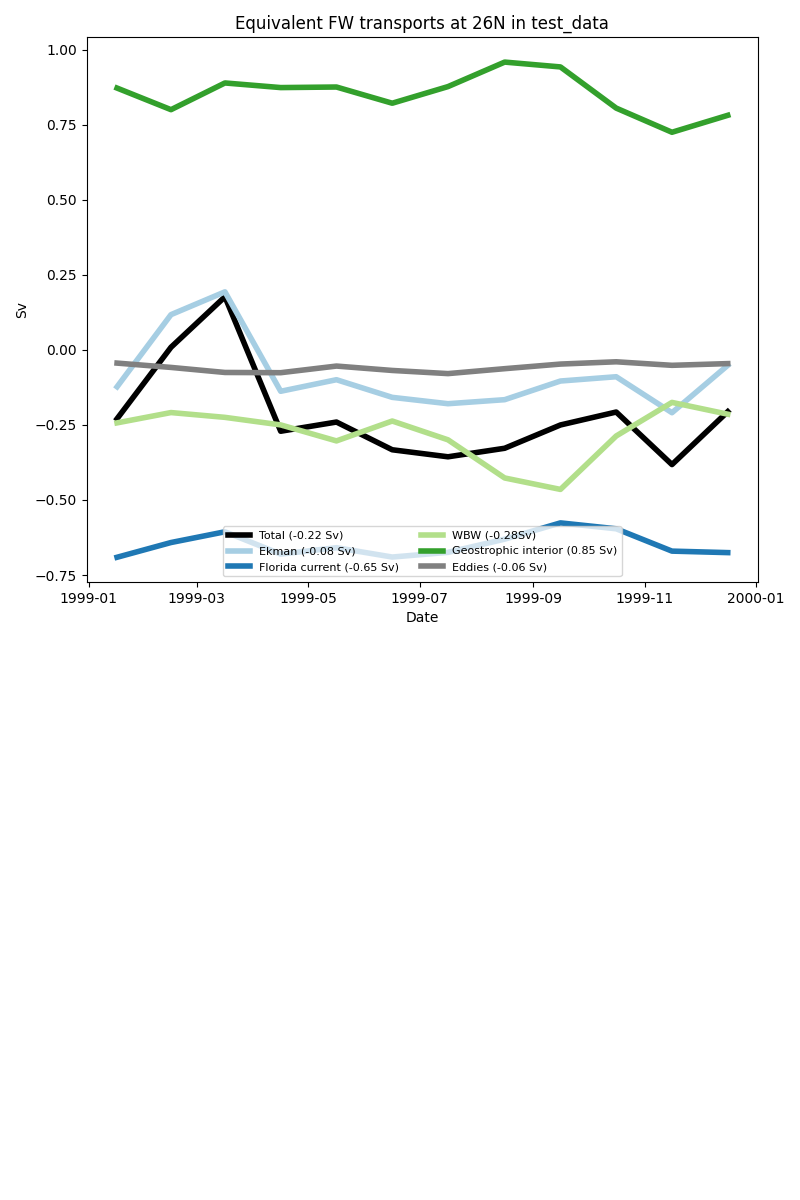 Equivalent FW transports at 26N in test_data
1.00
0.75
0.50
0.25
0.00
−0.25
−0.50
−0.75
Sv
Total (-0.22 Sv)
Ekman (-0.08 Sv)
Florida current (-0.65 Sv)
WBW (-0.28Sv)
Geostrophic interior (0.85 Sv)
Eddies (-0.06 Sv)
1999-01 1999-03 1999-05 1999-07 1999-09 1999-11 2000-01
Date